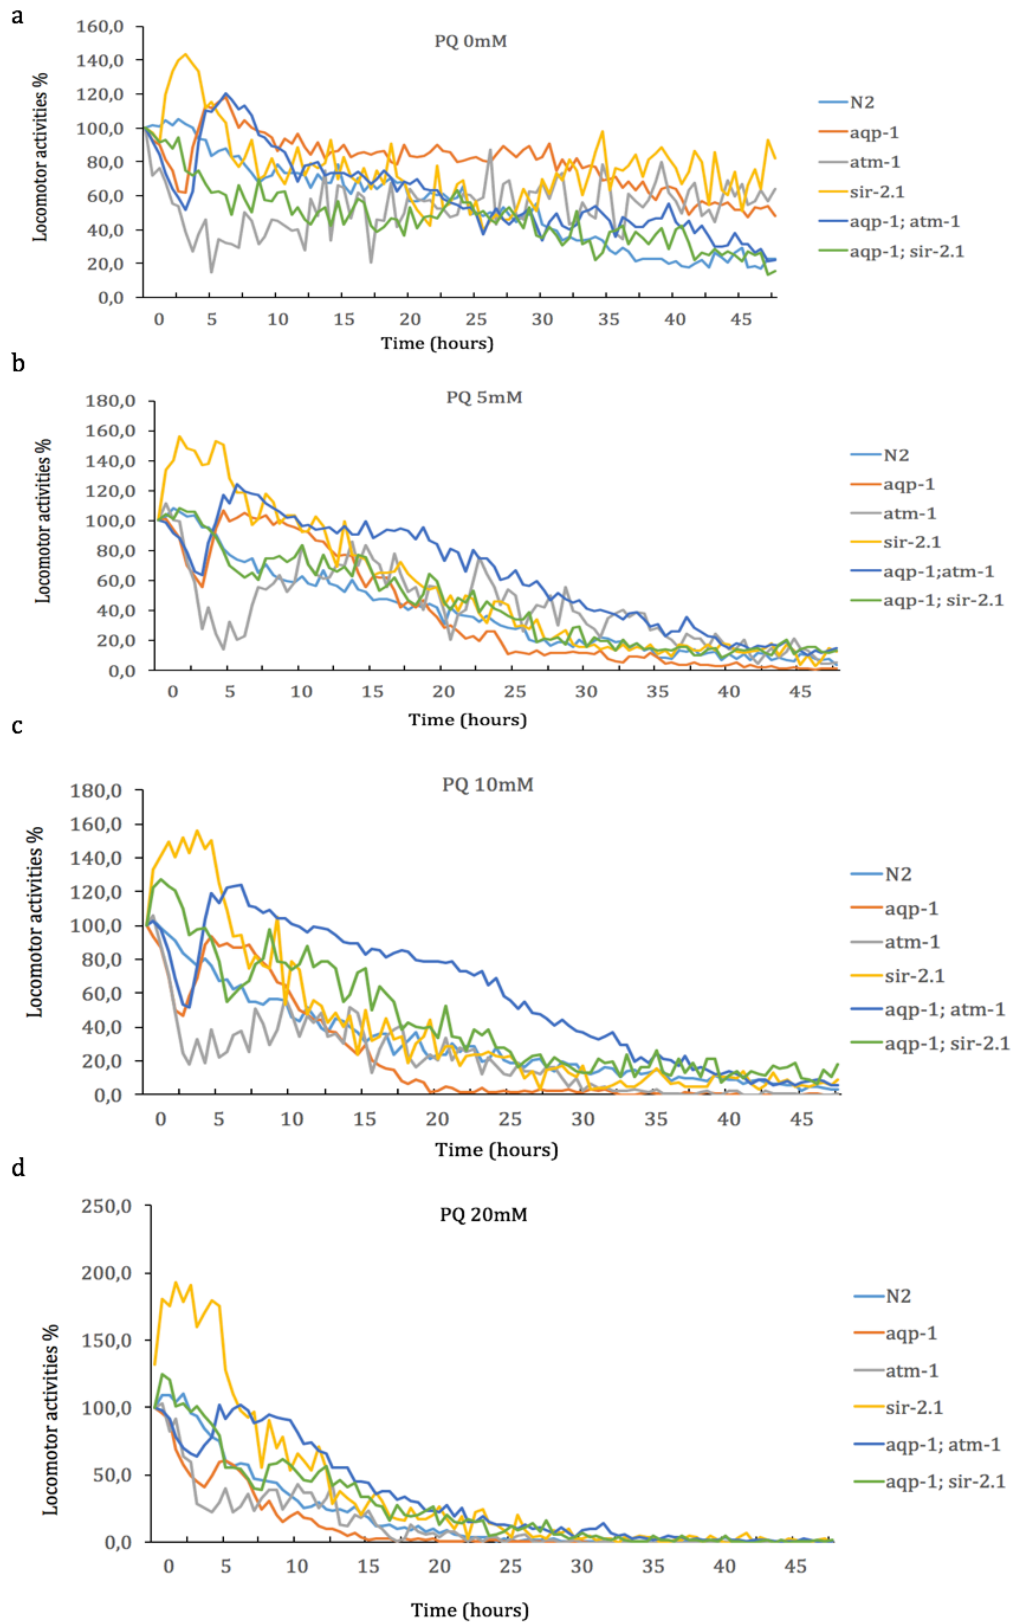 a
PQ 0mM
160,0
140,0
120,0
100,0
80,0
60,0
40,0
20,0
0,0
Locomotor activities %
0 5 10 15 20 25 30 35 40 45
Time (hours)
N2
aqp-1
atm-1
sir-2.1
aqp-1; atm-1
aqp-1; sir-2.1
b
PQ 5mM
180,0
160,0
140,0
120,0
100,0
80,0
60,0
40,0
20,0
0,0
Locomotor activities %
0 5 10 15 20 25 30 35 40 45
Time (hours)
N2
aqp-1
atm-1
sir-2.1
aqp-1;atm-1
aqp-1; sir-2.1
c
PQ 10mM
180,0
160,0
140,0
120,0
100,0
80,0
60,0
40,0
20,0
0,0
Locomotor activities %
0 5 10 15 20 25 30 35 40 45
Time (hours)
N2
aqp-1
atm-1
sir-2.1
aqp-1; atm-1
aqp-1; sir-2.1
d
PQ 20mM
250,0
200,0
150,0
100,0
50,0
0,0
Locomotor activities %
0 5 10 15 20 25 30 35 40 45
Time (hours)
N2
aqp-1
atm-1
sir-2.1
aqp-1; atm-1
aqp-1; sir-2.1